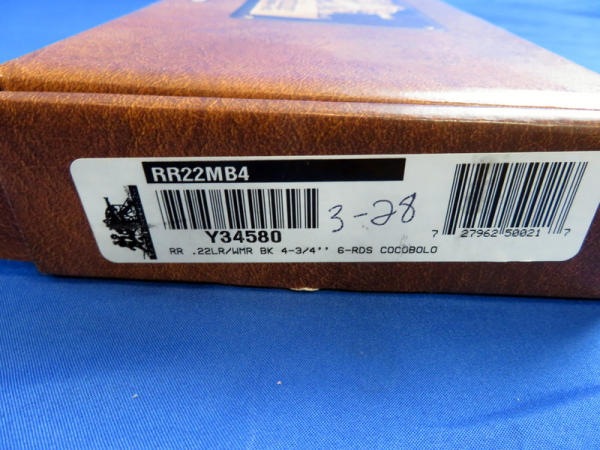 RR22MB4
Y34580
3-28
7 27962 50021 7
RR .22LR/WMR BK 4-3/4'' 6-RDS COCOBOLO